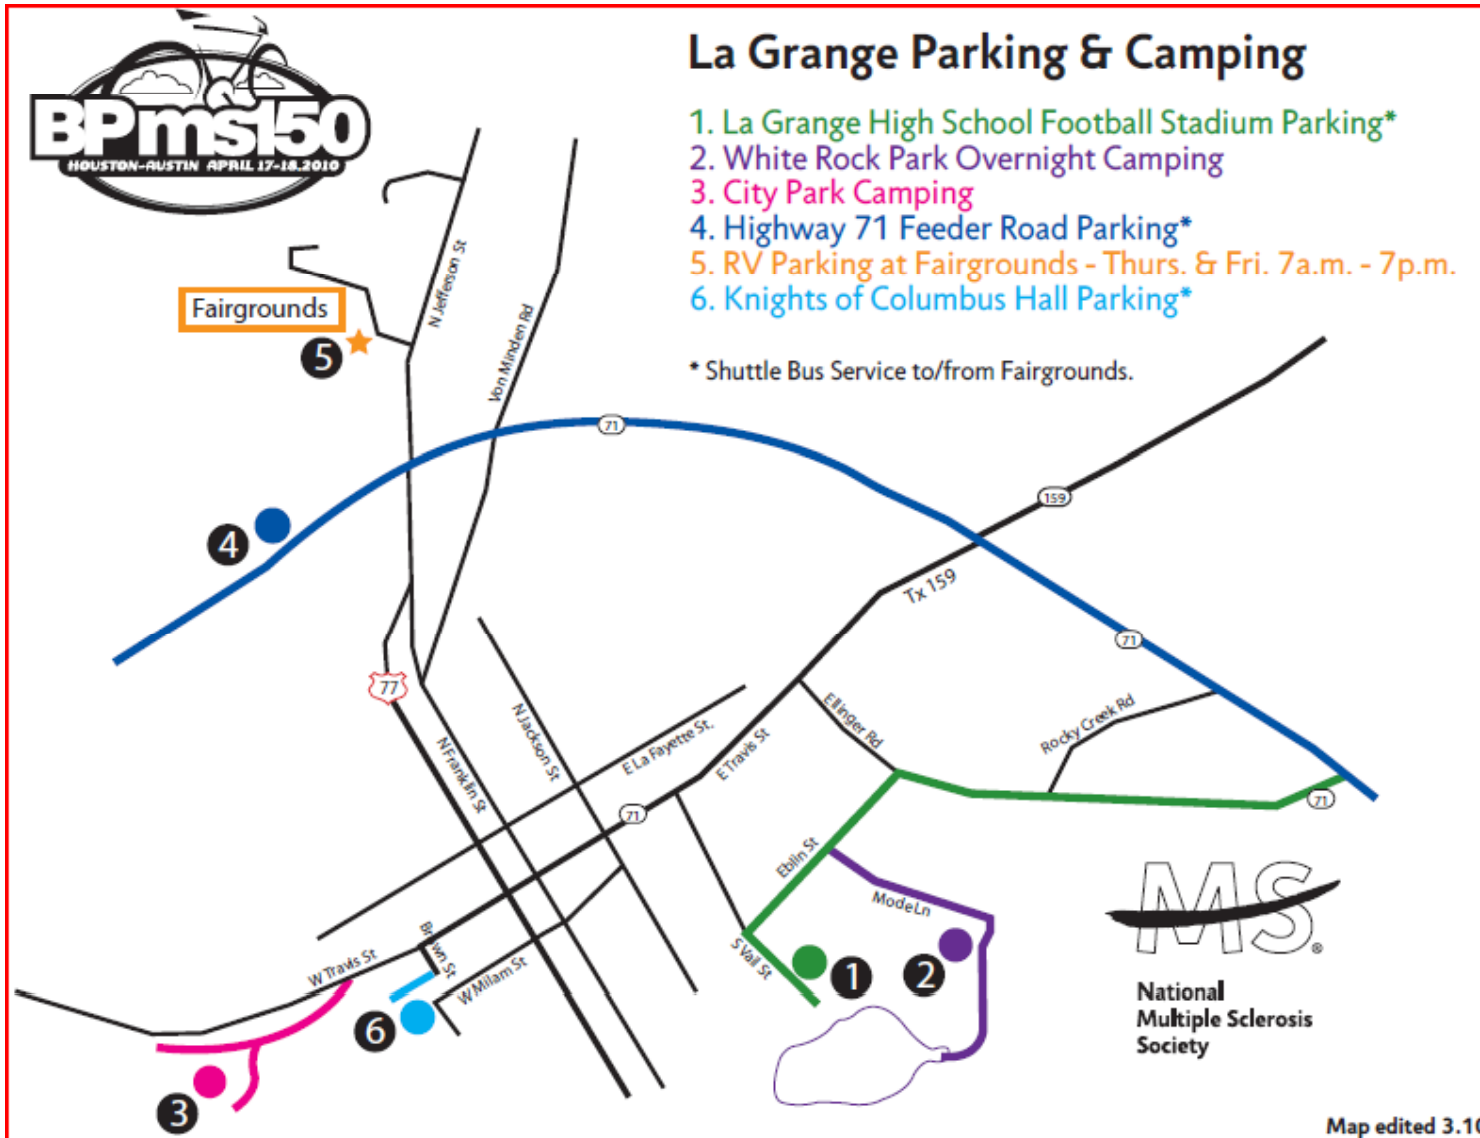 BP ms150
HOUSTON-AUSTIN APRIL 17-18.2010
La Grange Parking & Camping
1. La Grange High School Football Stadium Parking*
2. White Rock Park Overnight Camping
3. City Park Camping
4. Highway 71 Feeder Road Parking*
5. RV Parking at Fairgrounds - Thurs. & Fri. 7a.m. - 7p.m.
6. Knights of Columbus Hall Parking*
* Shuttle Bus Service to/from Fairgrounds.
N Jefferson St
Fairgrounds
5
Von Minden Rd
71
159
4
Tx 159
71
77
N Franklin St
N Jackson St
E La Fayette St.
E Travis St
Ellinger Rd
Rocky Creek Rd
71
71
Eblin St
Mode Ln
W Travis St
Brown St
W Milam St
S Vail St
1
2
6
3
MS®
National
Multiple Sclerosis
Society
Map edited 3.10